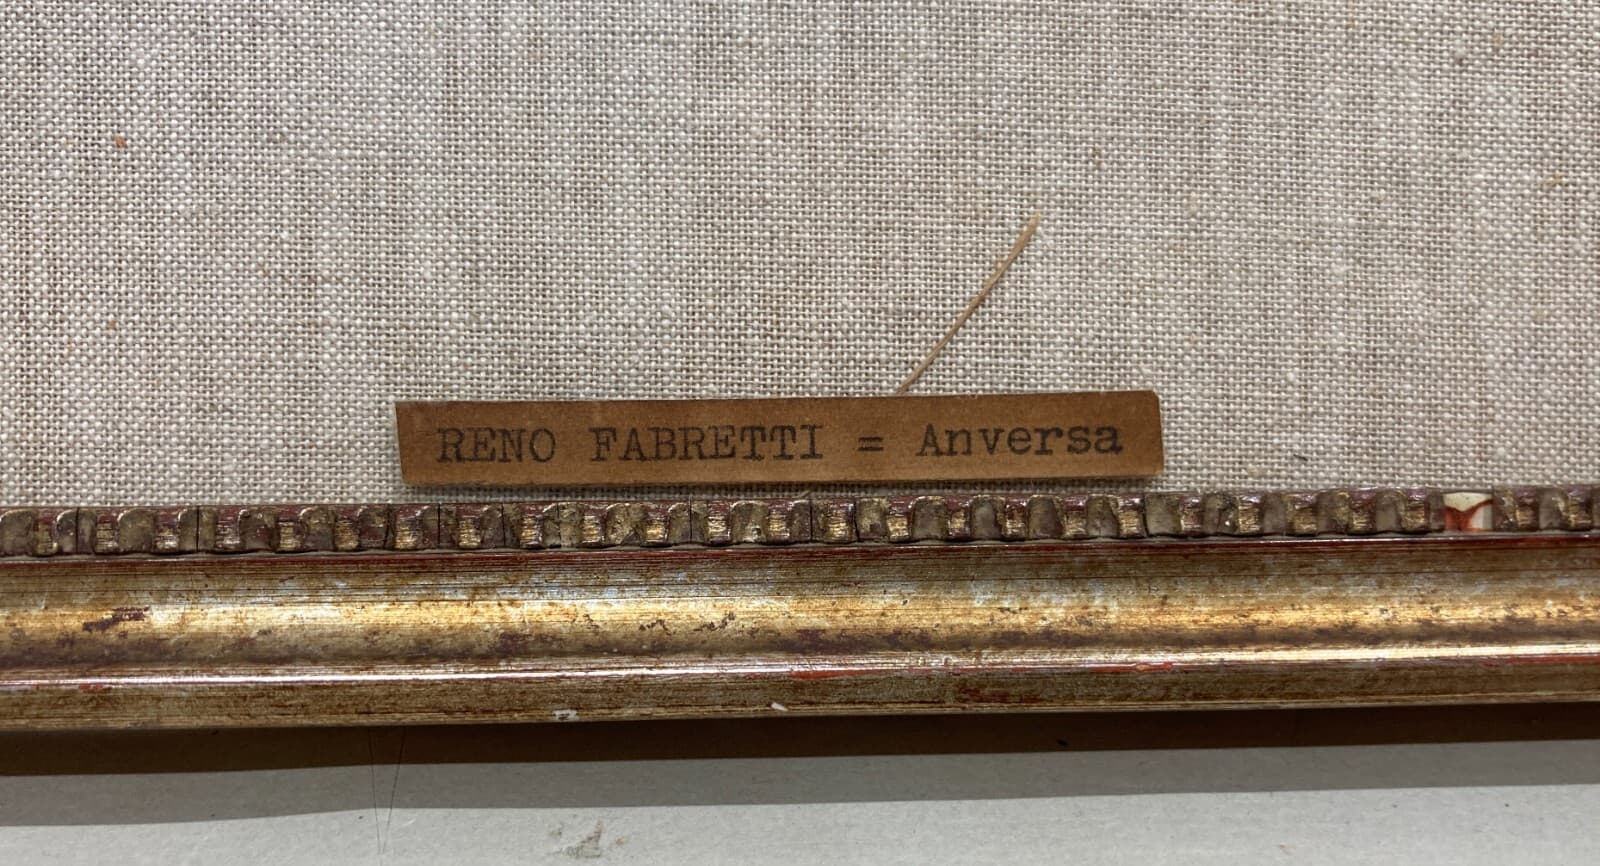 RENO FABRETTI = Anversa